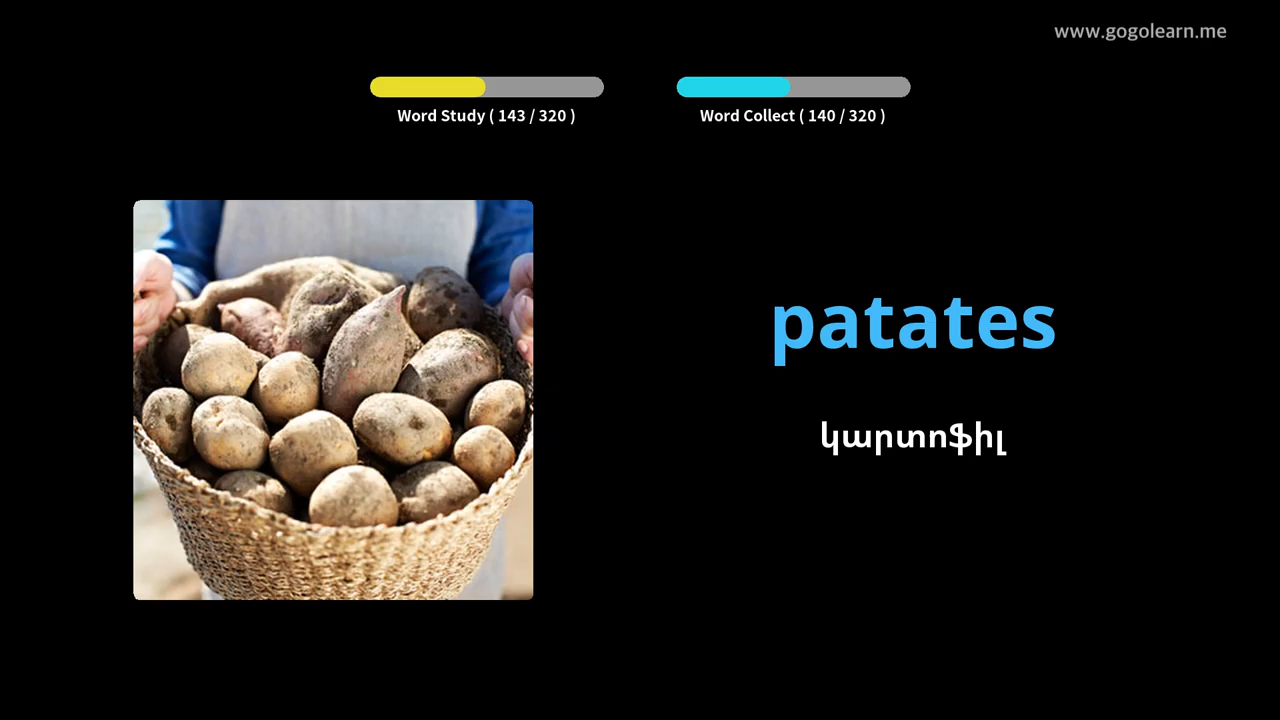 www.gogolearn.me
Word Study ( 143 / 320 )
Word Collect ( 140 / 320 )
patates
կարտոֆիլ